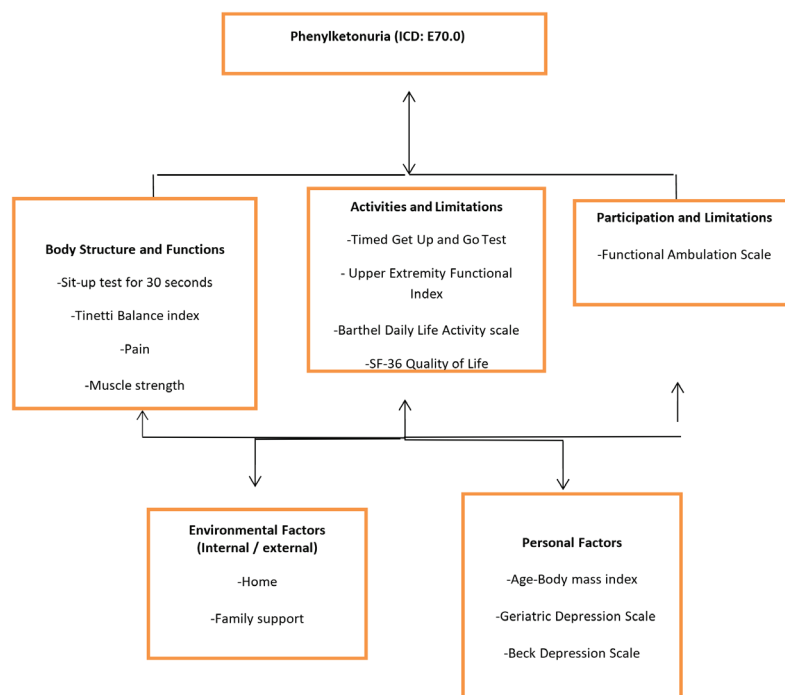 Phenylketonuria (ICD: E70.0)
Body Structure and Functions
-Sit-up test for 30 seconds
-Tinetti Balance index
-Pain
-Muscle strength
Activities and Limitations
-Timed Get Up and Go Test
- Upper Extremity Functional
Index
-Barthel Daily Life Activity scale
-SF-36 Quality of Life
Participation and Limitations
-Functional Ambulation Scale
Environmental Factors
(Internal / external)
-Home
-Family support
Personal Factors
-Age-Body mass index
-Geriatric Depression Scale
-Beck Depression Scale